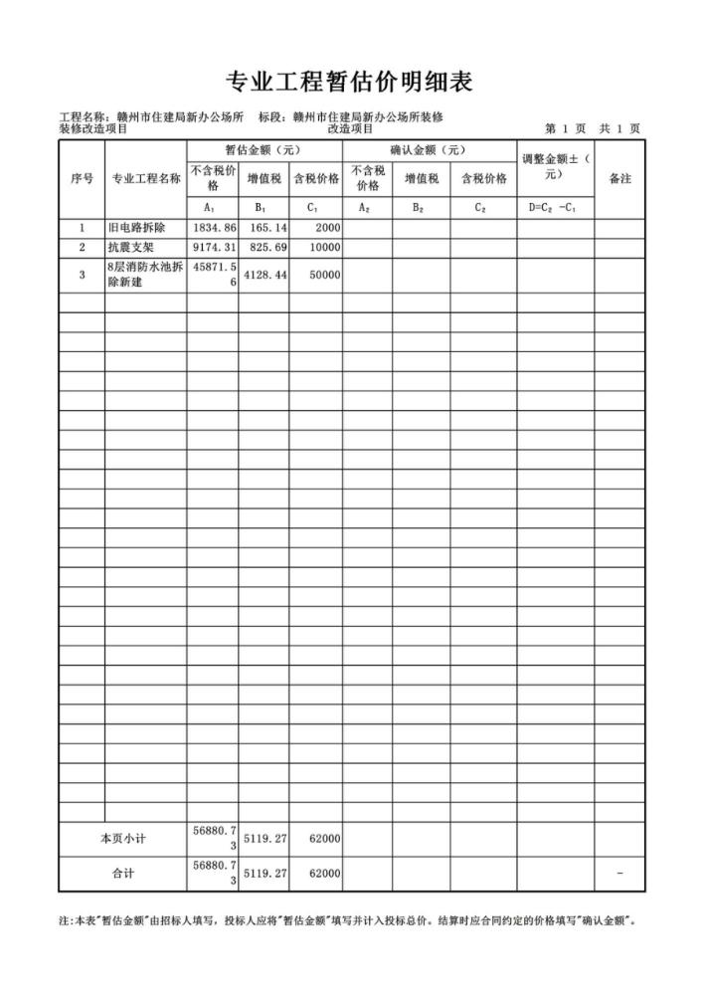 专业工程暂估价明细表
工程名称：赣州市住建局新办公场所 标段：赣州市住建局新办公场所装修
装修改造项目 改造项目 第 1 页 共 1 页
序号 专业工程名称 暂估金额（元） 确认金额（元） 调整金额±（元） 备注
不含税价格 增值税 含税价格 不含税价格 增值税 含税价格
A₁ B₁ C₁ A₂ B₂ C₂ D=C₂ -C₁
1 旧电路拆除 1834.86 165.14 2000
2 抗震支架 9174.31 825.69 10000
3 8层消防水池拆除新建 45871.56 4128.44 50000
本页小计 56880.73 5119.27 62000
合计 56880.73 5119.27 62000 -
注:本表"暂估金额"由招标人填写，投标人应将"暂估金额"填写并计入投标总价。结算时应合同约定的价格填写"确认金额"。